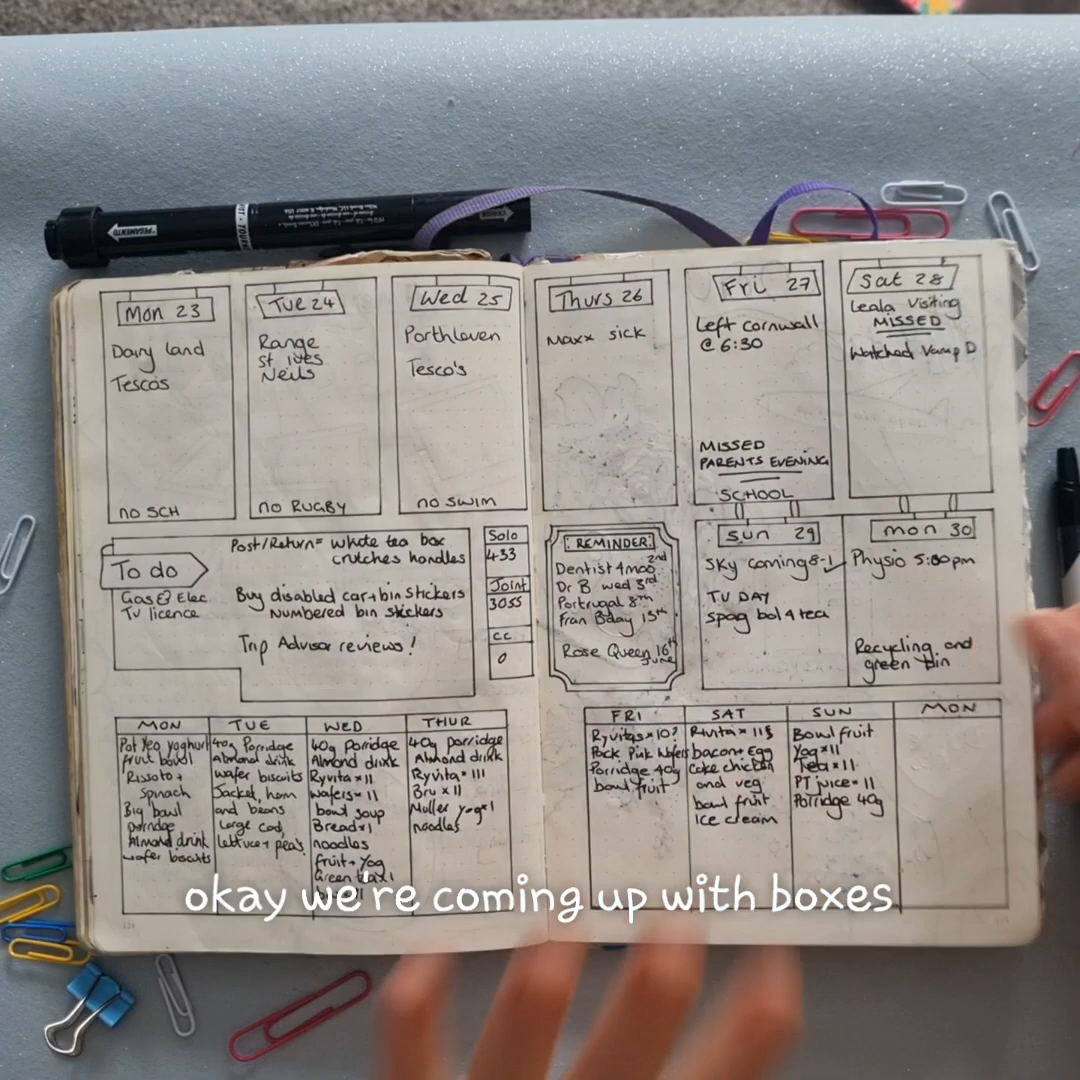 Mon 23
Dairy land
Tescos
no SCH
Tue 24
Range
St Ives
Neils
no RUGBY
Wed 25
Porthleven
Tesco's
no SWIM
Thurs 26
Maxx sick
Fri 27
Left cornwall
@ 6:30
MISSED
PARENTS EVENING
SCHOOL
Sat 28
Leala Visiting
MISSED
Watched Vamp D
To do
Gas & Elec
TV licence
Post/Return = white tea box
crutches handles
Buy disabled car + bin stickers
Numbered bin stickers
Trip Advisor reviews!
Solo
433
Joint
3055
CC
0
REMINDER
Dentist 4 moo 2nd
Dr B wed 3rd
Portrugal 8th
Fran Bday 15th
Rose Queen 16th
June
Sun 29
Sky coming 8-1
TV DAY
Spag bol 4 tea
mon 30
Physio 5:00pm
Recycling and
green bin
MON
Pot Yeo yoghurt
fruit bowl
Rissoto +
Spinach
Big bowl
porridge
Almond drink
wafer biscuits
TUE
40g Porridge
Almond drink
wafer biscuits
Jacket, ham
and beans
Large cod,
lettuce + peas
WED
40g porridge
Almond drink
Ryvita × 11
Wafers × 11
bowl soup
Bread × 1
noodles
fruit + Yog
THUR
40g porridge
Almond drink
Ryvita × 111
Bru × 11
Muller yog × 1
noodles
FRI
Ryvitas × 10?
Pack Pink Wafers
Porridge 40g
bowl fruit
SAT
bacon + Egg
Coke chicken
and veg
bowl fruit
Ice cream
SUN
Bowl fruit
Yog × 11
Tea × 11
PT juice × 11
Porridge 40g
MON
okay we're coming up with boxes